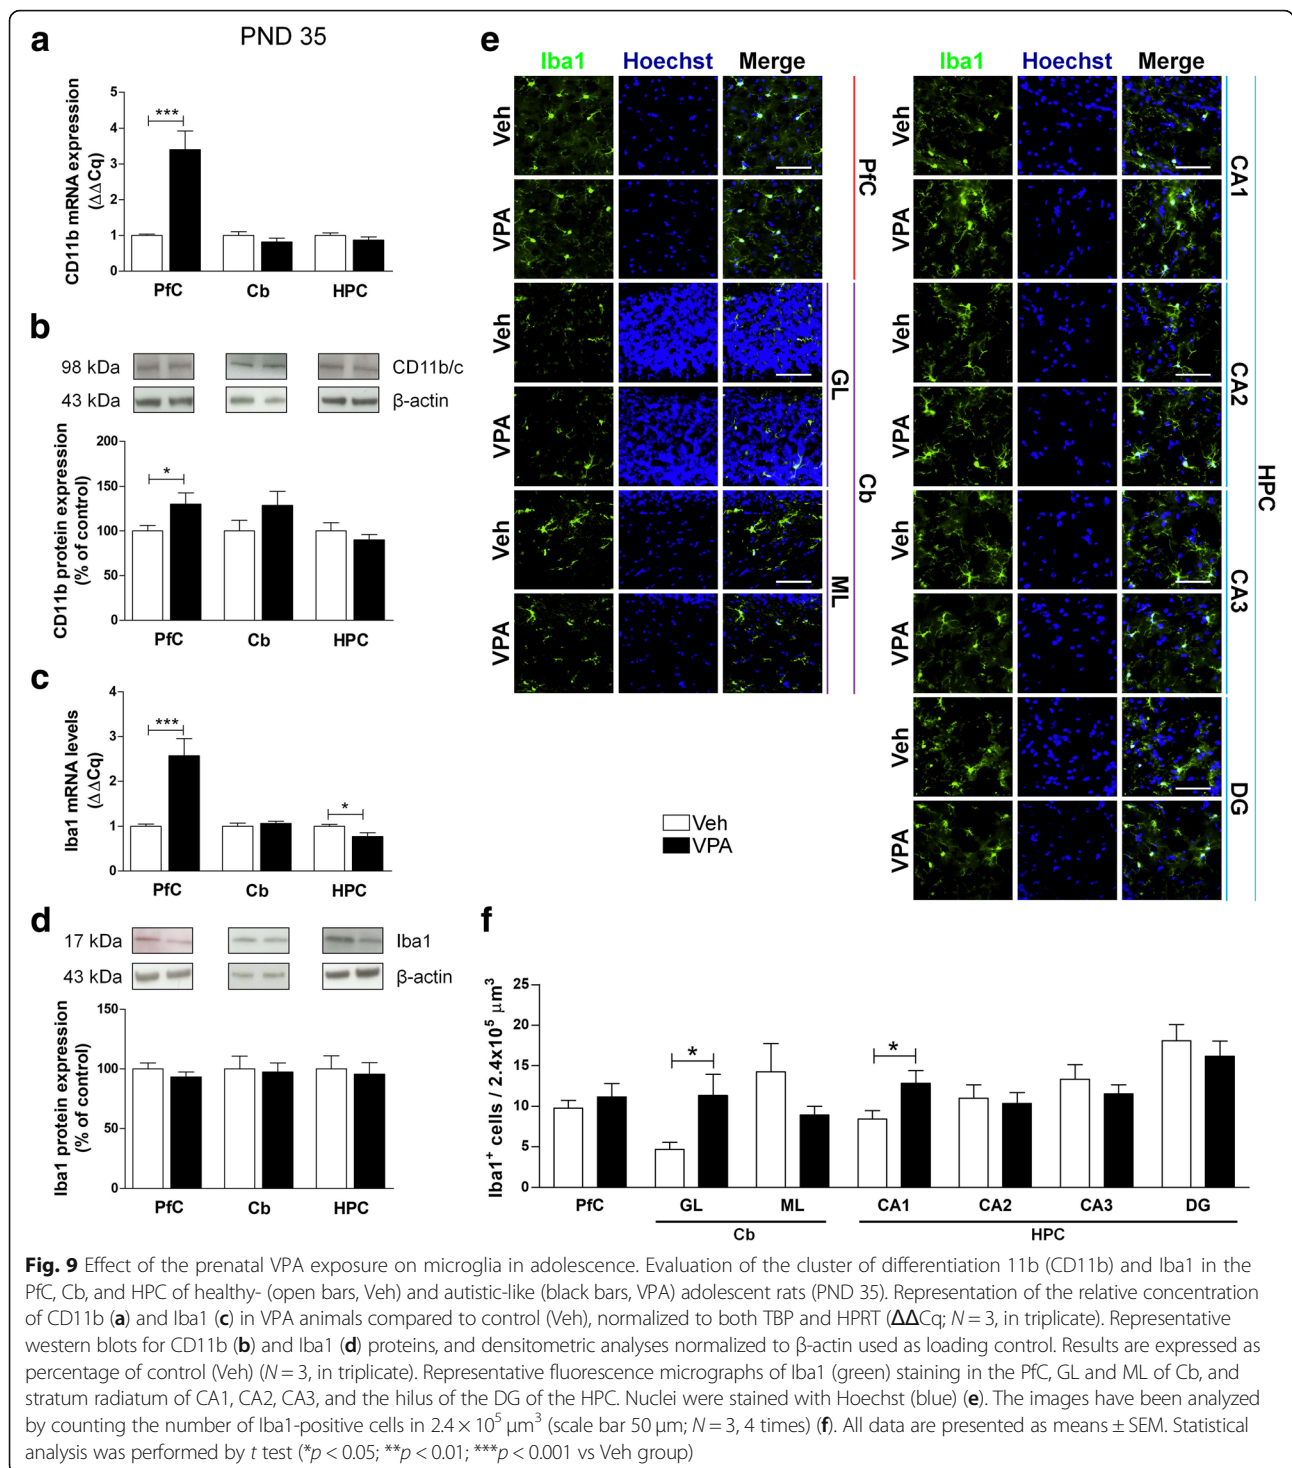 a
PND 35
CD11b mRNA expression
(ΔΔCq)
5
4
3
2
1
0
***
PfC Cb HPC
b
98 kDa CD11b/c
43 kDa β-actin
CD11b protein expression
(% of control)
200
150
100
50
0
*
PfC Cb HPC
c
Iba1 mRNA levels
(ΔΔCq)
4
3
2
1
0
***
*
PfC Cb HPC
d
17 kDa Iba1
43 kDa β-actin
Iba1 protein expression
(% of control)
150
100
50
0
PfC Cb HPC
e
Iba1 Hoechst Merge
Veh
VPA
PfC
Veh
VPA
GL
Veh
VPA
ML
Cb
Iba1 Hoechst Merge
Veh
VPA
CA1
Veh
VPA
CA2
Veh
VPA
CA3
Veh
VPA
DG
HPC
Veh
VPA
f
Iba1⁺ cells / 2.4x10⁵ µm³
25
20
15
10
5
0
*
*
PfC GL ML CA1 CA2 CA3 DG
Cb HPC
Fig. 9 Effect of the prenatal VPA exposure on microglia in adolescence. Evaluation of the cluster of differentiation 11b (CD11b) and Iba1 in the
PfC, Cb, and HPC of healthy- (open bars, Veh) and autistic-like (black bars, VPA) adolescent rats (PND 35). Representation of the relative concentration
of CD11b (a) and Iba1 (c) in VPA animals compared to control (Veh), normalized to both TBP and HPRT (ΔΔCq; N = 3, in triplicate). Representative
western blots for CD11b (b) and Iba1 (d) proteins, and densitometric analyses normalized to β-actin used as loading control. Results are expressed as
percentage of control (Veh) (N = 3, in triplicate). Representative fluorescence micrographs of Iba1 (green) staining in the PfC, GL and ML of Cb, and
stratum radiatum of CA1, CA2, CA3, and the hilus of the DG of the HPC. Nuclei were stained with Hoechst (blue) (e). The images have been analyzed
by counting the number of Iba1-positive cells in 2.4 × 10⁵ µm³ (scale bar 50 µm; N = 3, 4 times) (f). All data are presented as means ± SEM. Statistical
analysis was performed by t test (*p < 0.05; **p < 0.01; ***p < 0.001 vs Veh group)